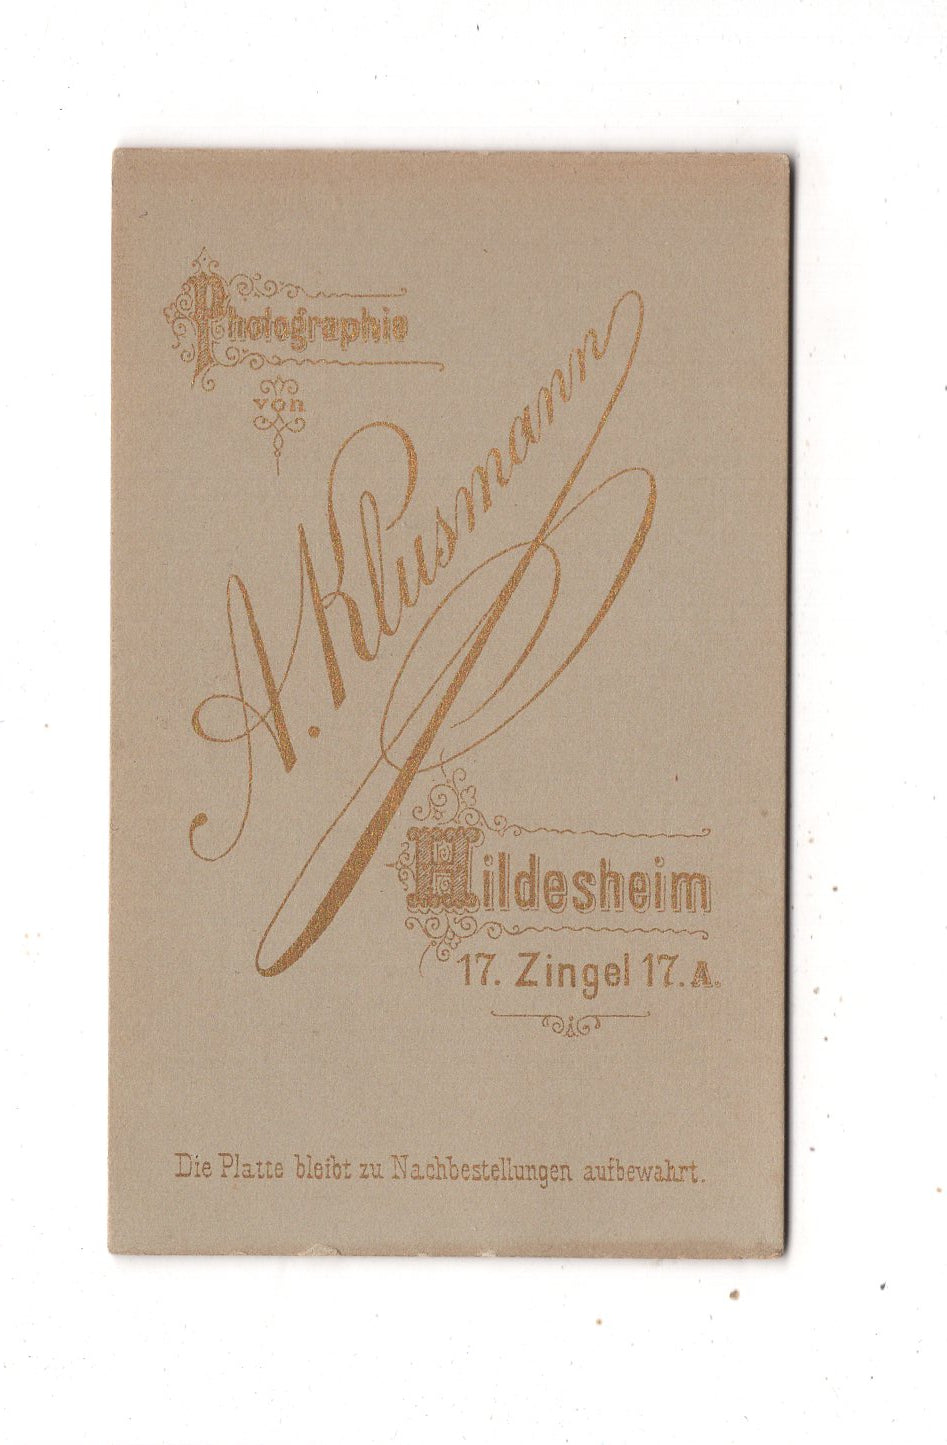 Photographie
von
A. Klusmann
Hildesheim
17. Zingel 17. A.
Die Platte bleibt zu Nachbestellungen aufbewahrt.